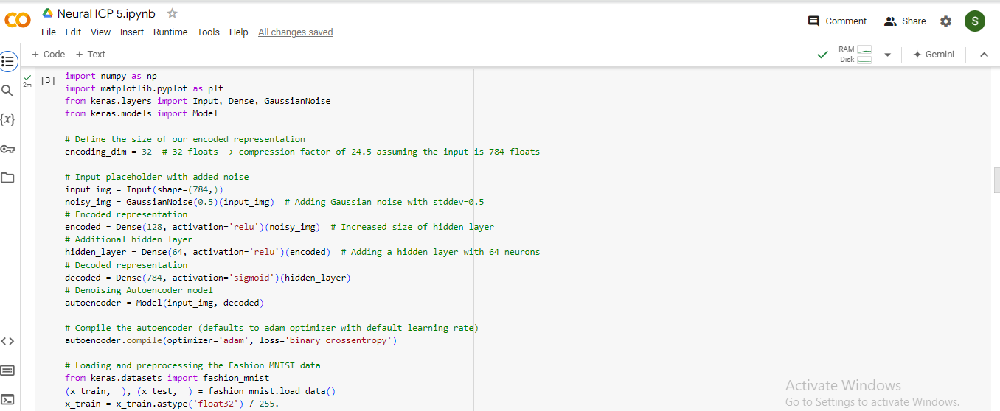 Neural ICP 5.ipynb
File Edit View Insert Runtime Tools Help All changes saved
Comment Share S
+ Code + Text
RAM
Disk
Gemini
2m
[3]
import numpy as np
import matplotlib.pyplot as plt
from keras.layers import Input, Dense, GaussianNoise
from keras.models import Model
# Define the size of our encoded representation
encoding_dim = 32  # 32 floats -> compression factor of 24.5 assuming the input is 784 floats
# Input placeholder with added noise
input_img = Input(shape=(784,))
noisy_img = GaussianNoise(0.5)(input_img)  # Adding Gaussian noise with stddev=0.5
# Encoded representation
encoded = Dense(128, activation='relu')(noisy_img)  # Increased size of hidden layer
# Additional hidden layer
hidden_layer = Dense(64, activation='relu')(encoded)  # Adding a hidden layer with 64 neurons
# Decoded representation
decoded = Dense(784, activation='sigmoid')(hidden_layer)
# Denoising Autoencoder model
autoencoder = Model(input_img, decoded)
# Compile the autoencoder (defaults to adam optimizer with default learning rate)
autoencoder.compile(optimizer='adam', loss='binary_crossentropy')
# Loading and preprocessing the Fashion MNIST data
from keras.datasets import fashion_mnist
(x_train, _), (x_test, _) = fashion_mnist.load_data()
x_train = x_train.astype('float32') / 255.
{x}
Activate Windows
Go to Settings to activate Windows.